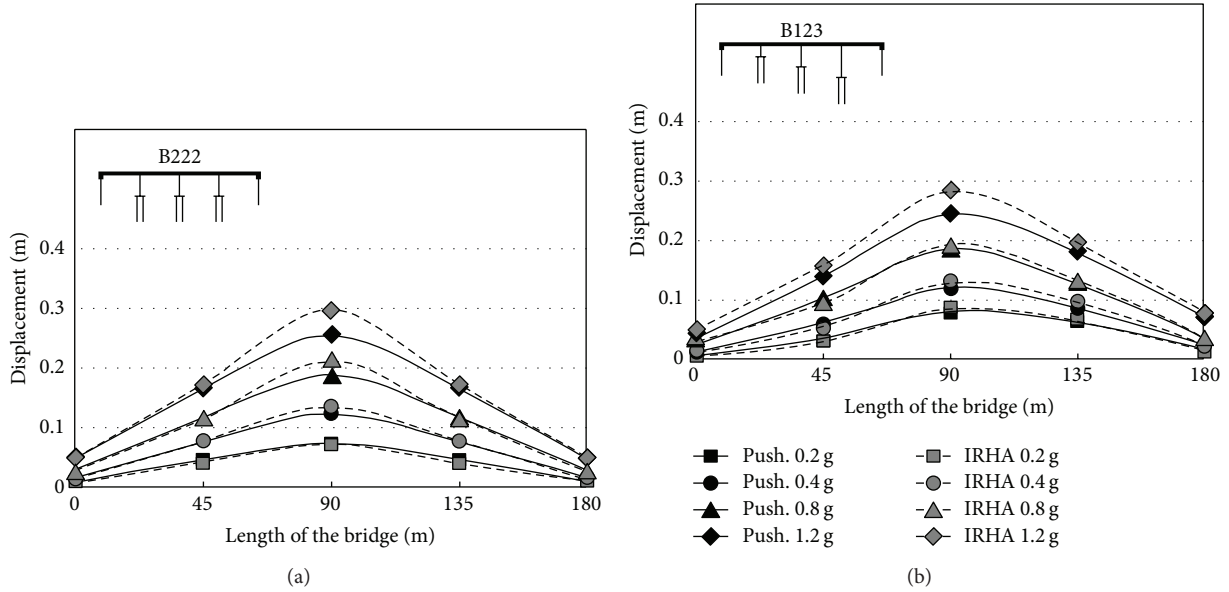 B222
Displacement (m)
0.4
0.3
0.2
0.1
0
0 45 90 135 180
Length of the bridge (m)
(a)
B123
Displacement (m)
0.4
0.3
0.2
0.1
0
0 45 90 135 180
Length of the bridge (m)
Push. 0.2 g
Push. 0.4 g
Push. 0.8 g
Push. 1.2 g
IRHA 0.2 g
IRHA 0.4 g
IRHA 0.8 g
IRHA 1.2 g
(b)